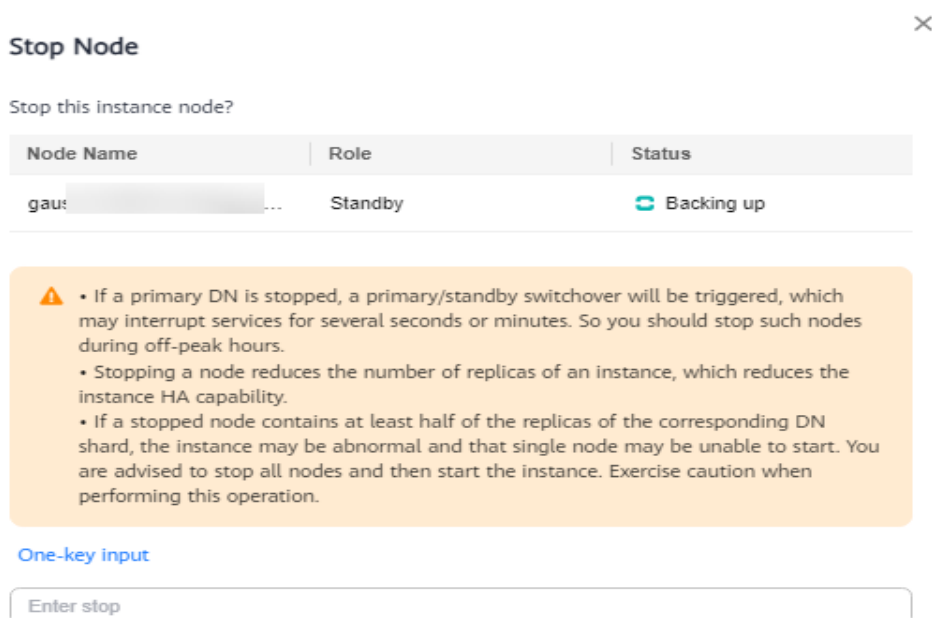 Stop Node
Stop this instance node?
Node Name Role Status
gaus ... Standby Backing up
• If a primary DN is stopped, a primary/standby switchover will be triggered, which
may interrupt services for several seconds or minutes. So you should stop such nodes
during off-peak hours.
• Stopping a node reduces the number of replicas of an instance, which reduces the
instance HA capability.
• If a stopped node contains at least half of the replicas of the corresponding DN
shard, the instance may be abnormal and that single node may be unable to start. You
are advised to stop all nodes and then start the instance. Exercise caution when
performing this operation.
One-key input
Enter stop